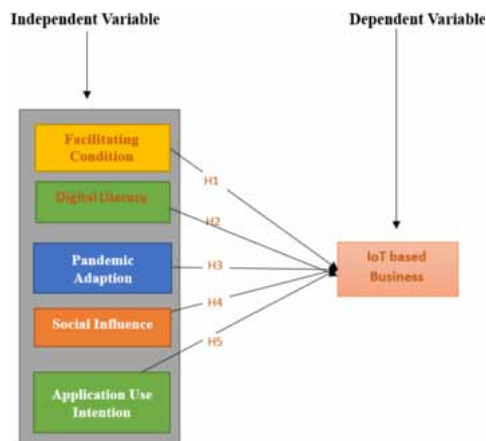 Independent Variable
Dependent Variable
Facilitating
Condition
H1
Digital Literacy
H2
Pandemic
Adaption
H3
IoT based
Business
H4
Social Influence
H5
Application Use
Intention